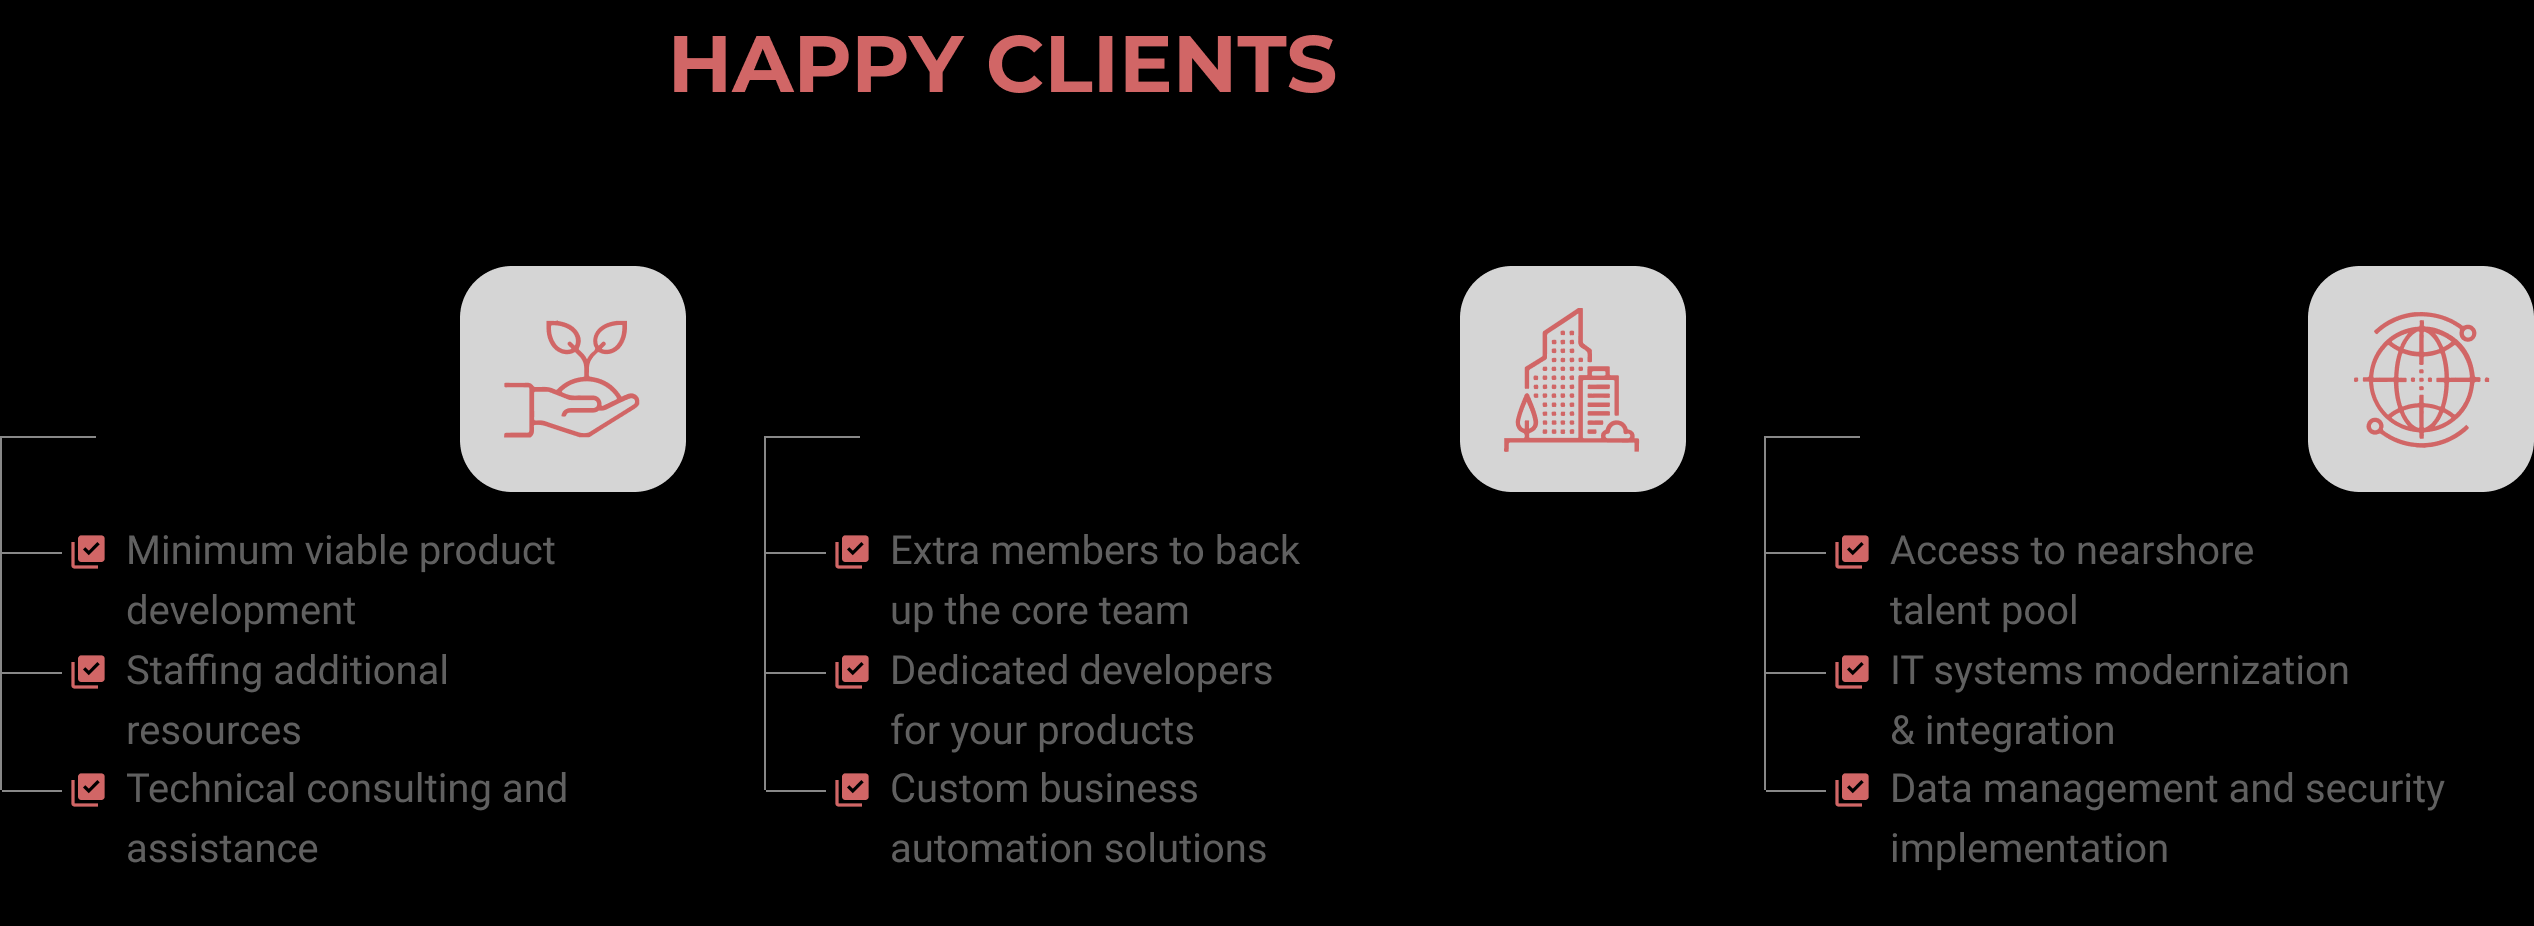 HAPPY CLIENTS
Minimum viable product
development
Staffing additional
resources
Technical consulting and
assistance
Extra members to back
up the core team
Dedicated developers
for your products
Custom business
automation solutions
Access to nearshore
talent pool
IT systems modernization
& integration
Data management and security
implementation